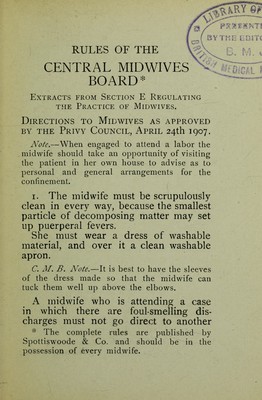 LIBRARY OF
PRESENTED
BY THE EDITO
B. M. J
BRITISH MEDICAL
RULES OF THE
CENTRAL MIDWIVES
BOARD*
Extracts from Section E Regulating
the Practice of Midwives.
Directions to Midwives as approved
by the Privy Council, April 24th 1907.
Note.—When engaged to attend a labor the
midwife should take an opportunity of visiting
the patient in her own house to advise as to
personal and general arrangements for the
confinement.
1. The midwife must be scrupulously
clean in every way, because the smallest
particle of decomposing matter may set
up puerperal fevers.
She must wear a dress of washable
material, and over it a clean washable
apron.
C. M. B. Note.—It is best to have the sleeves
of the dress made so that the midwife can
tuck them well up above the elbows.
A midwife who is attending a case
in which there are foul-smelling dis-
charges must not go direct to another
* The complete rules are published by
Spottiswoode & Co. and should be in the
possession of every midwife.